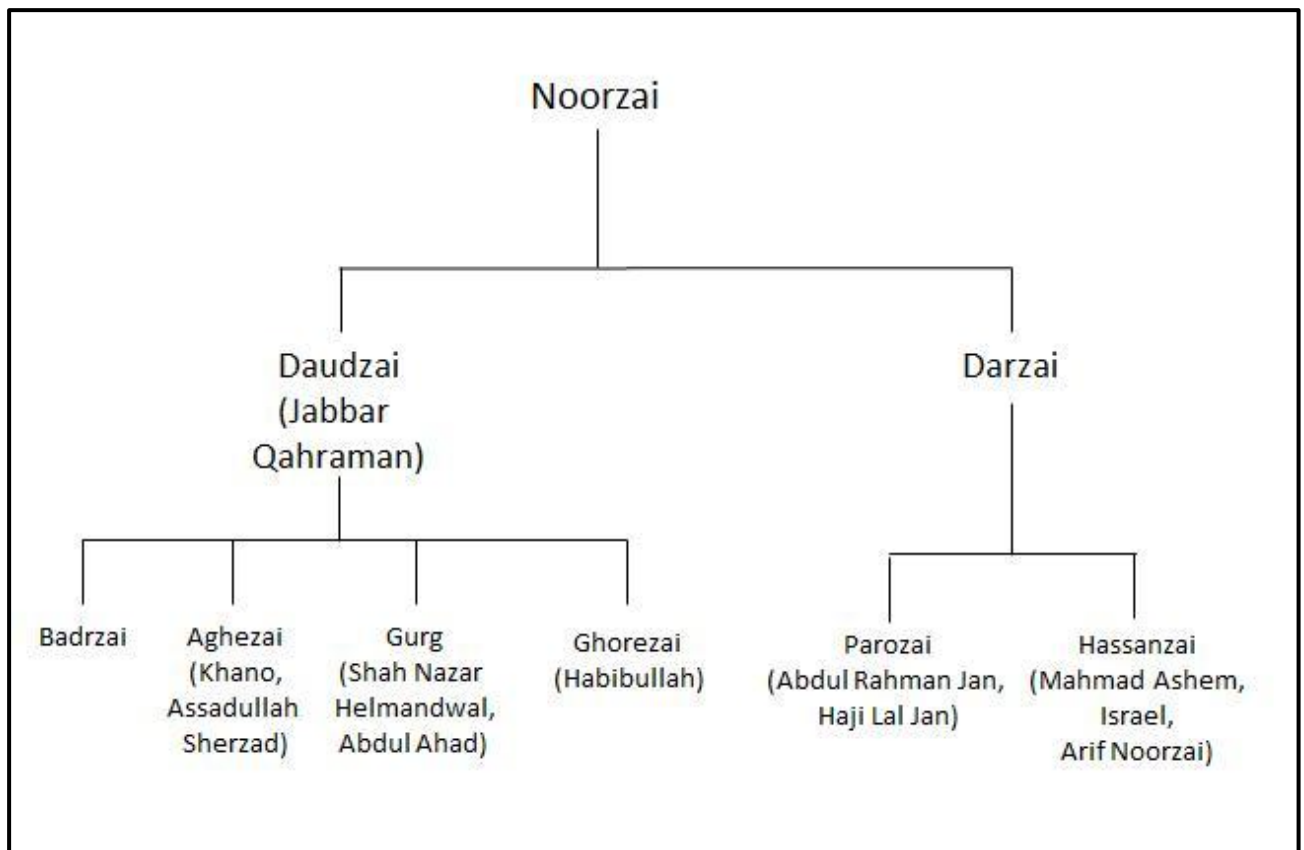 Noorzai
Daudzai
(Jabbar
Qahraman)
Darzai
Badrzai
Aghezai
(Khano,
Assadullah
Sherzad)
Gurg
(Shah Nazar
Helmandwal,
Abdul Ahad)
Ghorezai
(Habibullah)
Parozai
(Abdul Rahman Jan,
Haji Lal Jan)
Hassanzai
(Mahmad Ashem,
Israel,
Arif Noorzai)